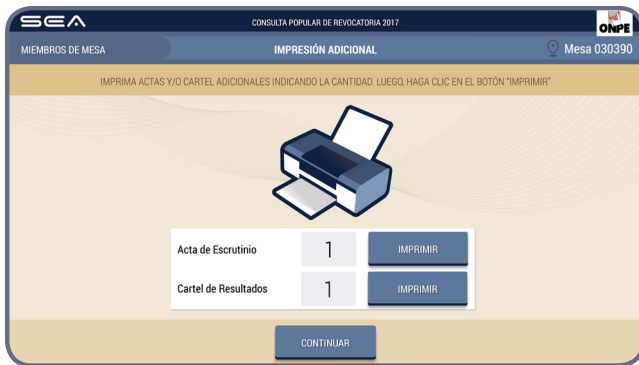 SEA
CONSULTA POPULAR DE REVOCATORIA 2017
ONPE
MIEMBROS DE MESA
IMPRESIÓN ADICIONAL
Mesa 030390
IMPRIMA ACTAS Y/O CARTEL ADICIONALES INDICANDO LA CANTIDAD. LUEGO, HAGA CLIC EN EL BOTÓN "IMPRIMIR"
Acta de Escrutinio 1 IMPRIMIR
Cartel de Resultados 1 IMPRIMIR
CONTINUAR